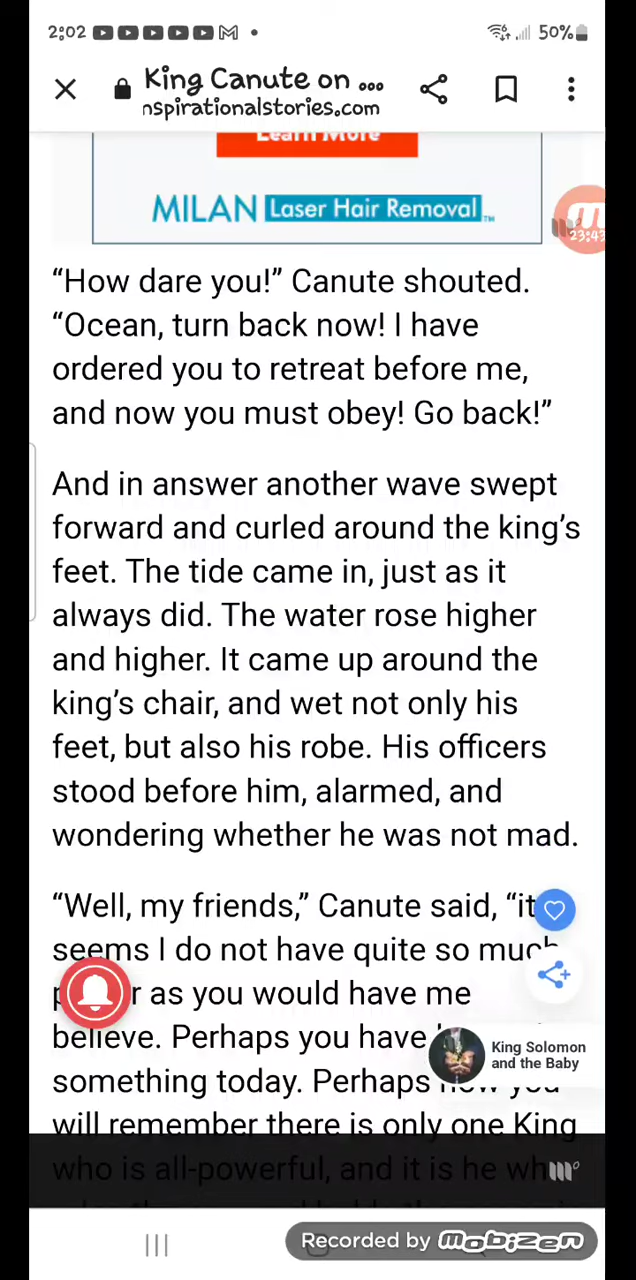 2:02 50%
King Canute on ...
nspirationalstories.com
Learn More
MILAN Laser Hair Removal™
23:43
“How dare you!” Canute shouted.
“Ocean, turn back now! I have
ordered you to retreat before me,
and now you must obey! Go back!”
And in answer another wave swept
forward and curled around the king’s
feet. The tide came in, just as it
always did. The water rose higher
and higher. It came up around the
king’s chair, and wet not only his
feet, but also his robe. His officers
stood before him, alarmed, and
wondering whether he was not mad.
“Well, my friends,” Canute said, “it
seems I do not have quite so much
r as you would have me
believe. Perhaps you have
King Solomon
and the Baby
something today. Perhaps now you
will remember there is only one King
who is all-powerful, and it is he wh
Recorded by mobizen